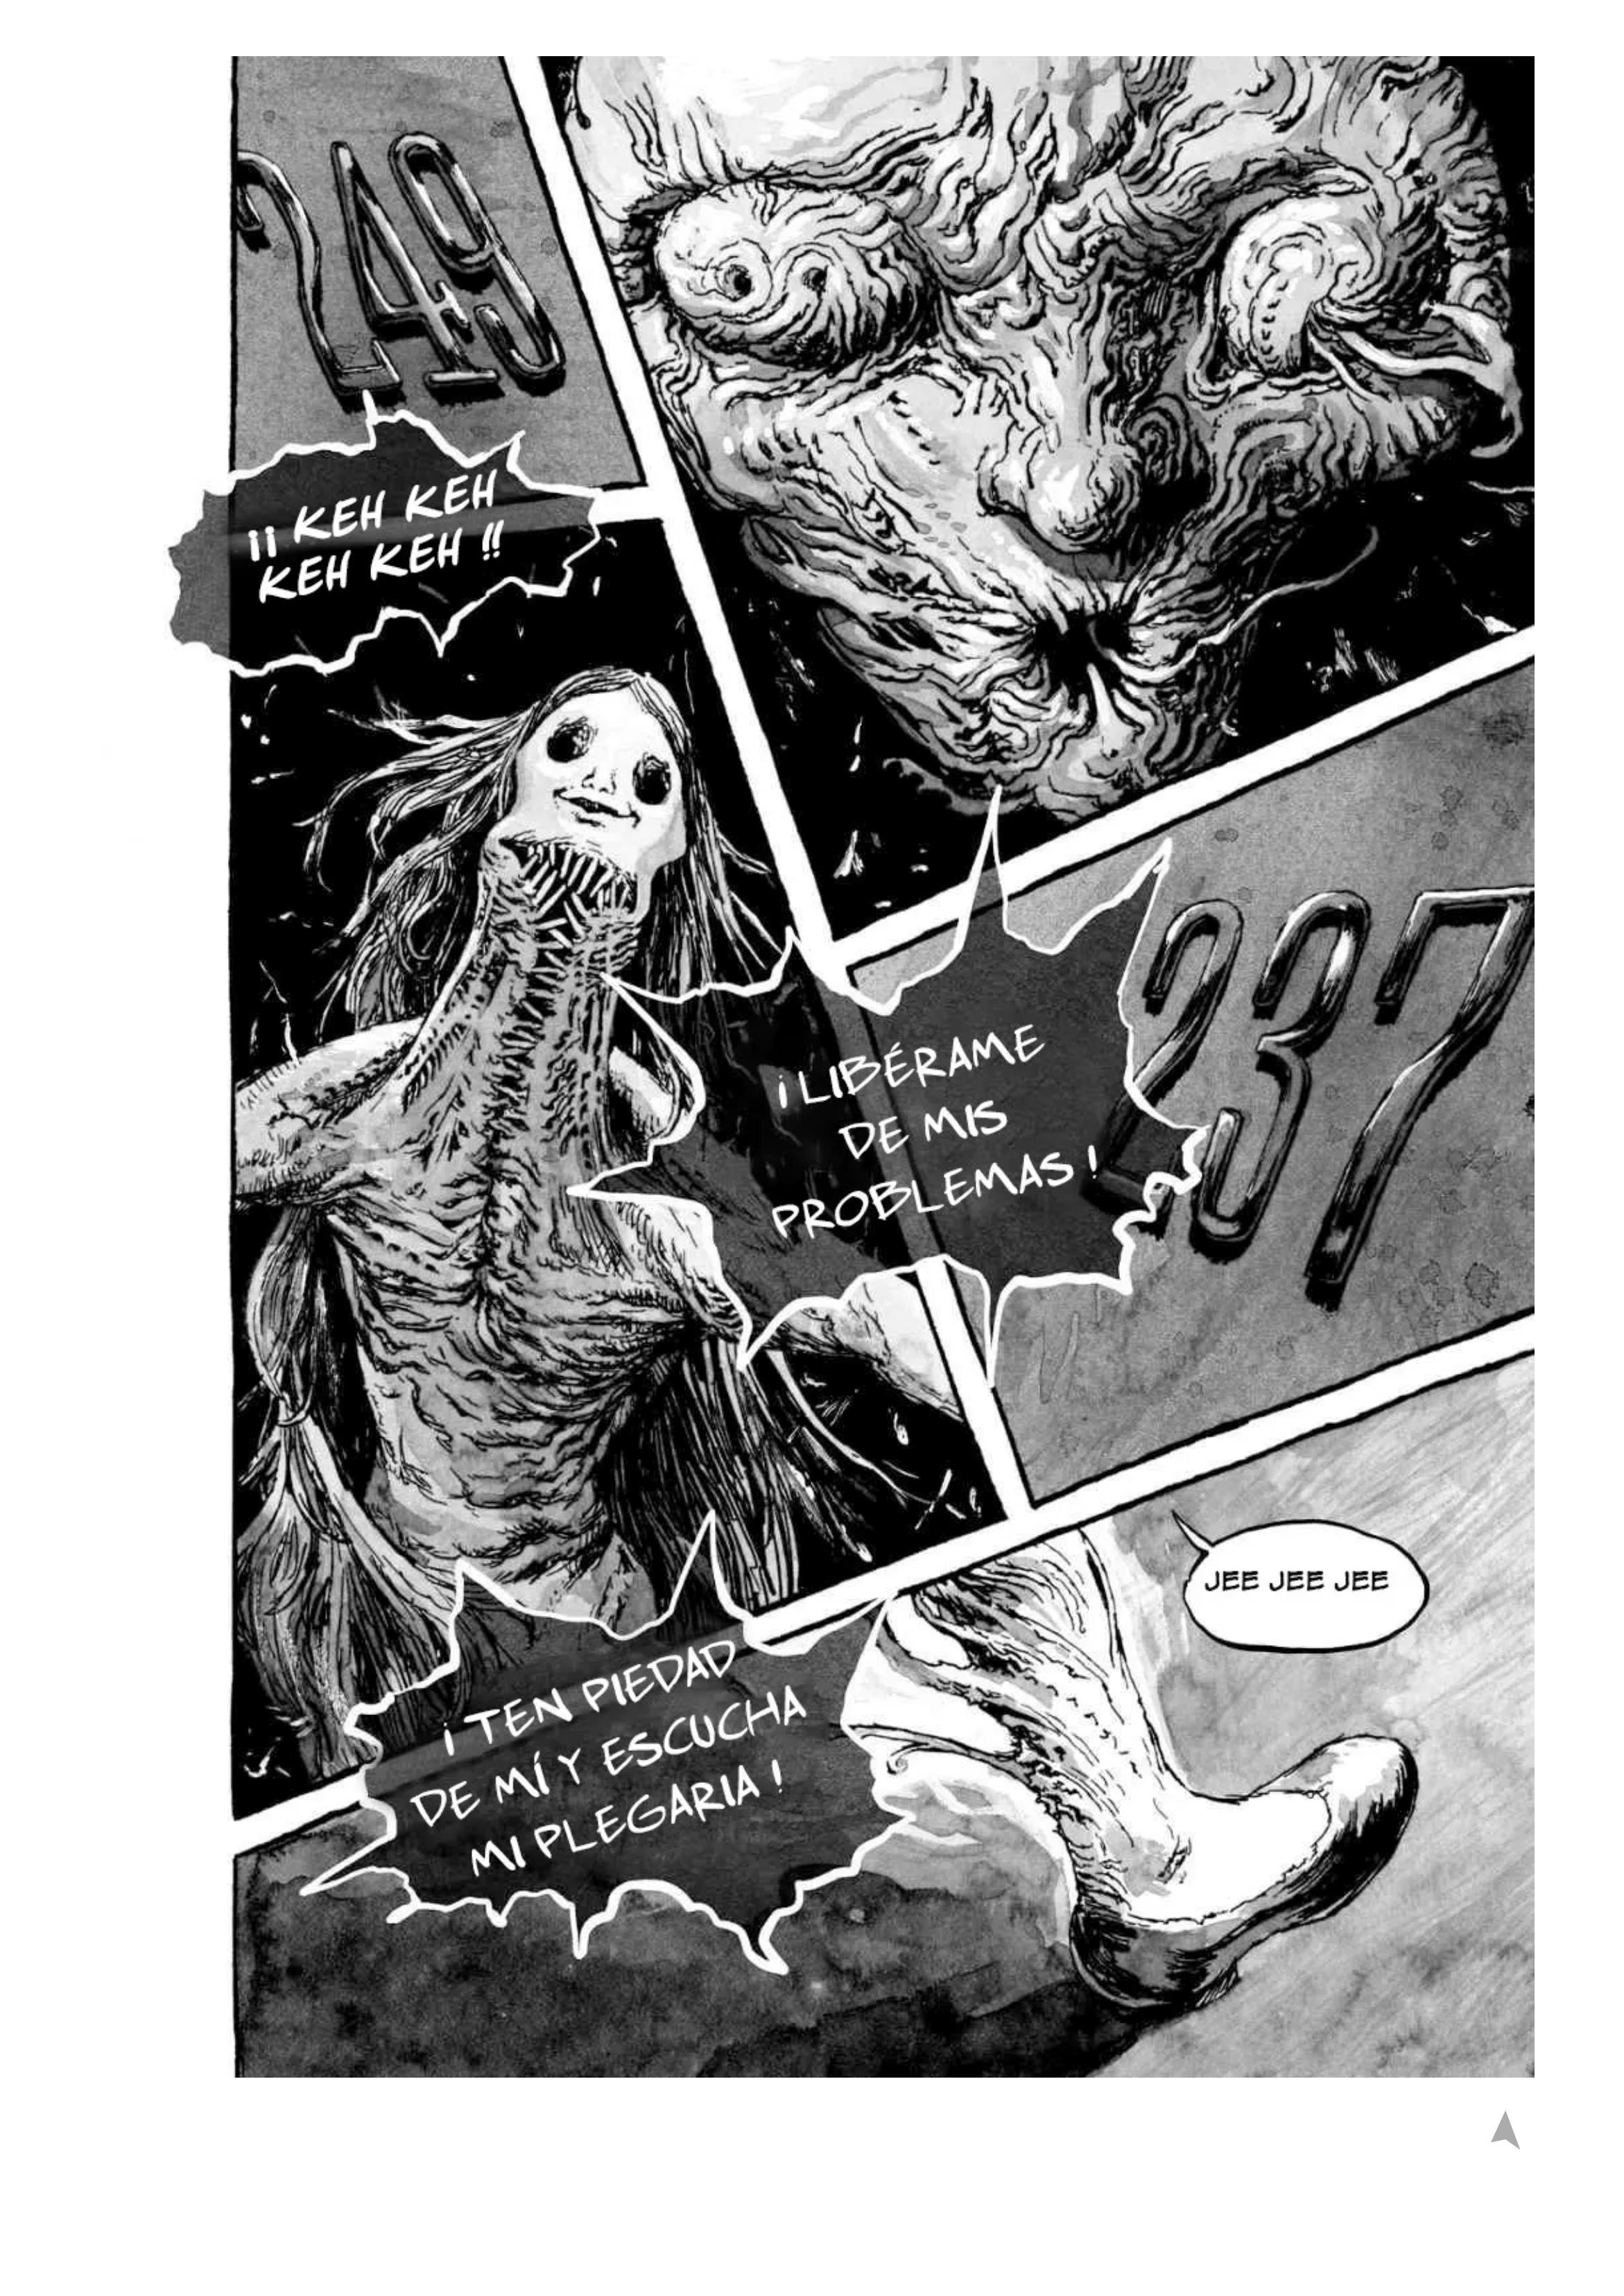 249
¡¡ KEH KEH
KEH KEH !!
237
¡ LIBÉRAME
DE MIS
PROBLEMAS !
JEE JEE JEE
¡ TEN PIEDAD
DE MÍ Y ESCUCHA
MI PLEGARIA !